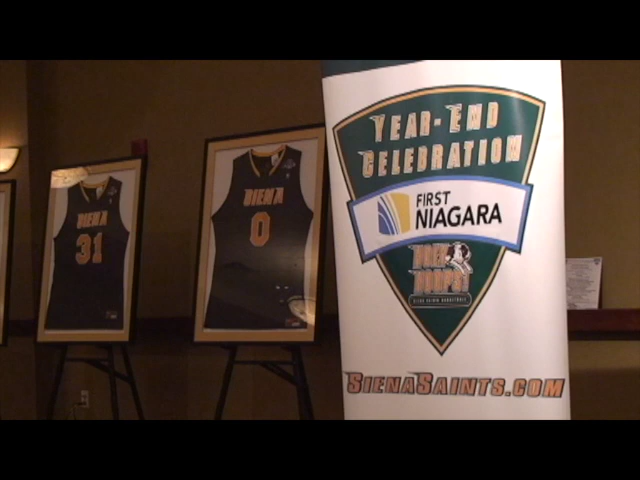 SIENA
31
SIENA
0
YEAR-END
CELEBRATION
FIRST
NIAGARA
SIENASAINTS.COM